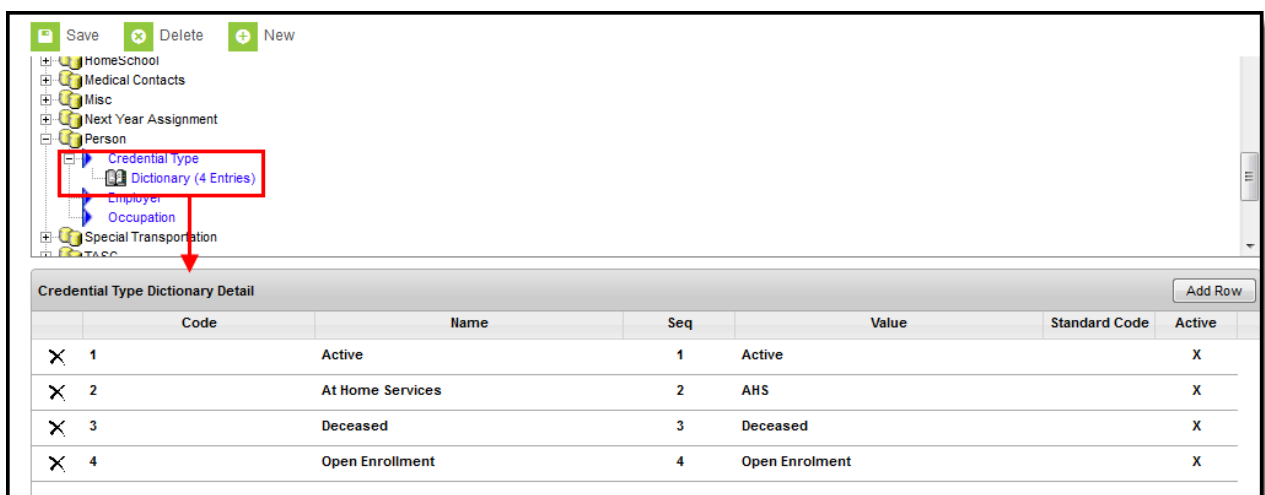 Save Delete New
HomeSchool
Medical Contacts
Misc
Next Year Assignment
Person
Credential Type
Dictionary (4 Entries)
Employer
Occupation
Special Transportation
TASC
Credential Type Dictionary Detail Add Row
Code Name Seq Value Standard Code Active
1 Active 1 Active X
2 At Home Services 2 AHS X
3 Deceased 3 Deceased X
4 Open Enrollment 4 Open Enrolment X